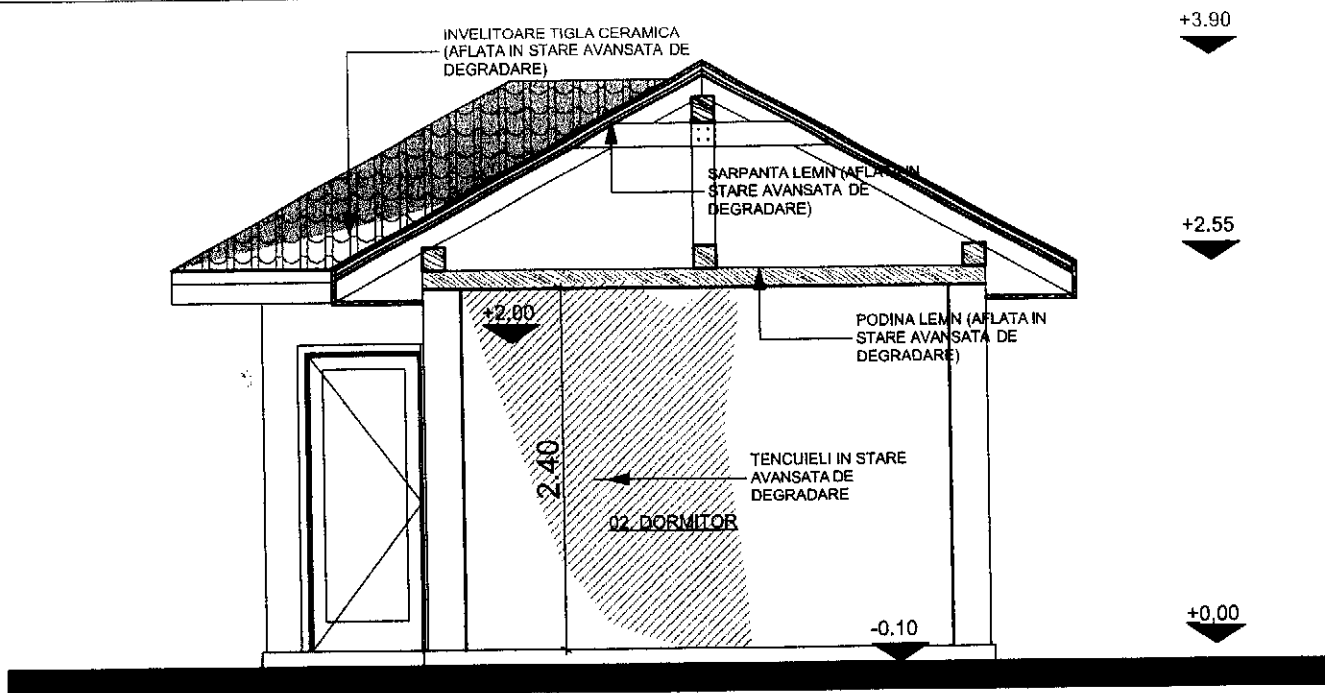 +3.90
INVELITOARE TIGLA CERAMICA
(AFLATA IN STARE AVANSATA DE
DEGRADARE)
SARPANTA LEMN (AFLATA IN
STARE AVANSATA DE
DEGRADARE)
+2.55
+2,00
PODINA LEMN (AFLATA IN
STARE AVANSATA DE
DEGRADARE)
2.40
TENCUIELI IN STARE
AVANSATA DE
DEGRADARE
02. DORMITOR
-0.10
+0,00